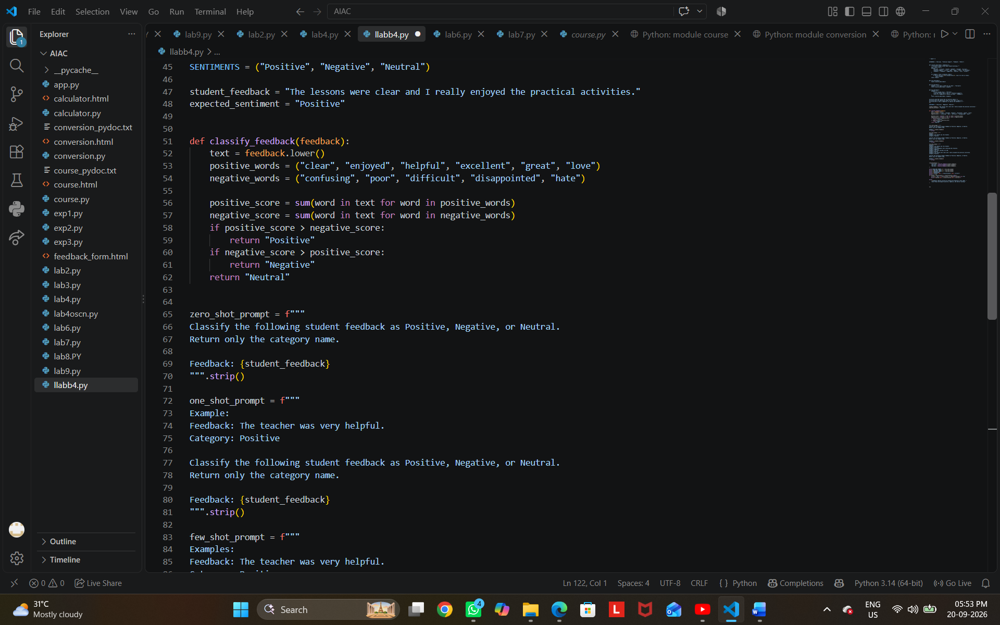 File Edit Selection View Go Run Terminal Help
AIAC
Explorer
lab9.py
lab2.py
lab4.py
llabb4.py
lab6.py
lab7.py
course.py
Python: module course
Python: module conversion
Python:
llabb4.py > ...
1
AIAC
__pycache__
app.py
calculator.html
calculator.py
conversion_pydoc.txt
conversion.html
conversion.py
course_pydoc.txt
course.html
course.py
exp1.py
exp2.py
exp3.py
feedback_form.html
lab2.py
lab3.py
lab4.py
lab4oscn.py
lab6.py
lab7.py
lab8.PY
lab9.py
llabb4.py
Outline
Timeline
45 SENTIMENTS = ("Positive", "Negative", "Neutral")
46
47 student_feedback = "The lessons were clear and I really enjoyed the practical activities."
48 expected_sentiment = "Positive"
49
50
51 def classify_feedback(feedback):
52     text = feedback.lower()
53     positive_words = ("clear", "enjoyed", "helpful", "excellent", "great", "love")
54     negative_words = ("confusing", "poor", "difficult", "disappointed", "hate")
55
56     positive_score = sum(word in text for word in positive_words)
57     negative_score = sum(word in text for word in negative_words)
58     if positive_score > negative_score:
59         return "Positive"
60     if negative_score > positive_score:
61         return "Negative"
62     return "Neutral"
63
64
65 zero_shot_prompt = f"""
66 Classify the following student feedback as Positive, Negative, or Neutral.
67 Return only the category name.
68
69 Feedback: {student_feedback}
70 """.strip()
71
72 one_shot_prompt = f"""
73 Example:
74 Feedback: The teacher was very helpful.
75 Category: Positive
76
77 Classify the following student feedback as Positive, Negative, or Neutral.
78 Return only the category name.
79
80 Feedback: {student_feedback}
81 """.strip()
82
83 few_shot_prompt = f"""
84 Examples:
85 Feedback: The teacher was very helpful.
0 0 Live Share
Ln 122, Col 1 Spaces: 4 UTF-8 CRLF { } Python Completions Python 3.14 (64-bit) Go Live
31°C
Mostly cloudy
Search
4
L
W
ENG
US
05:53 PM
20-09-2026